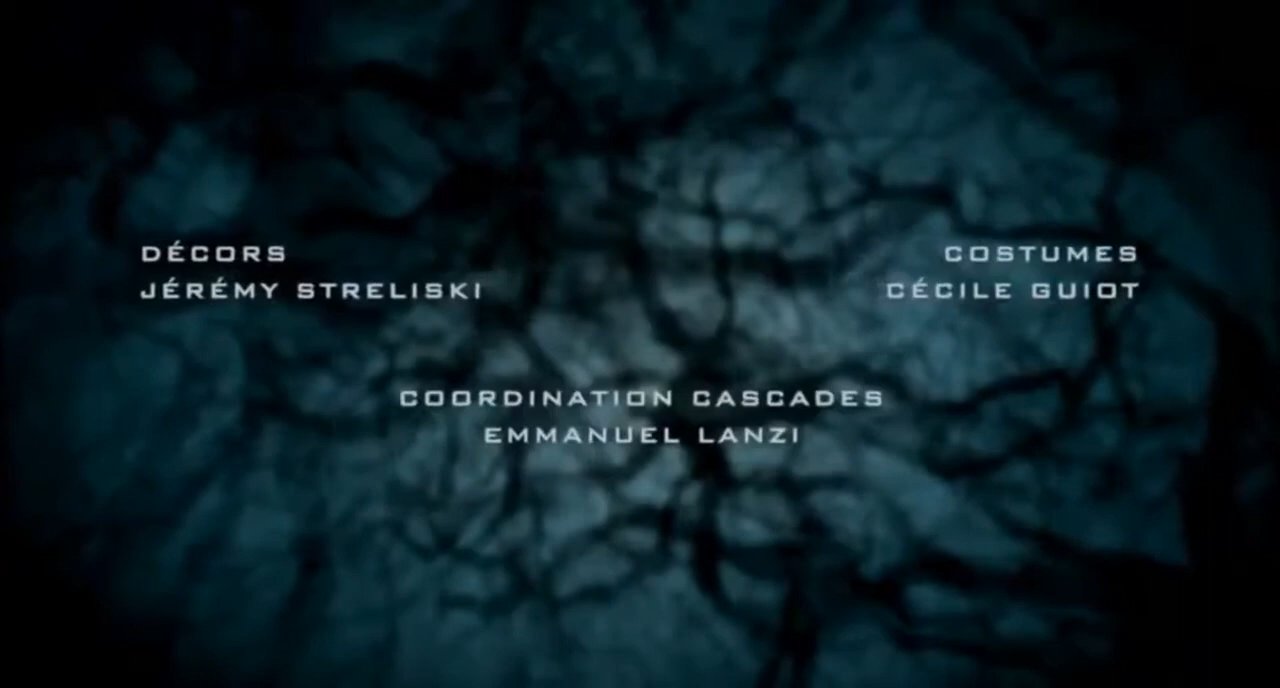 DÉCORS
JÉRÉMY STRELISKI
COSTUMES
CÉCILE GUIOT
COORDINATION CASCADES
EMMANUEL LANZI